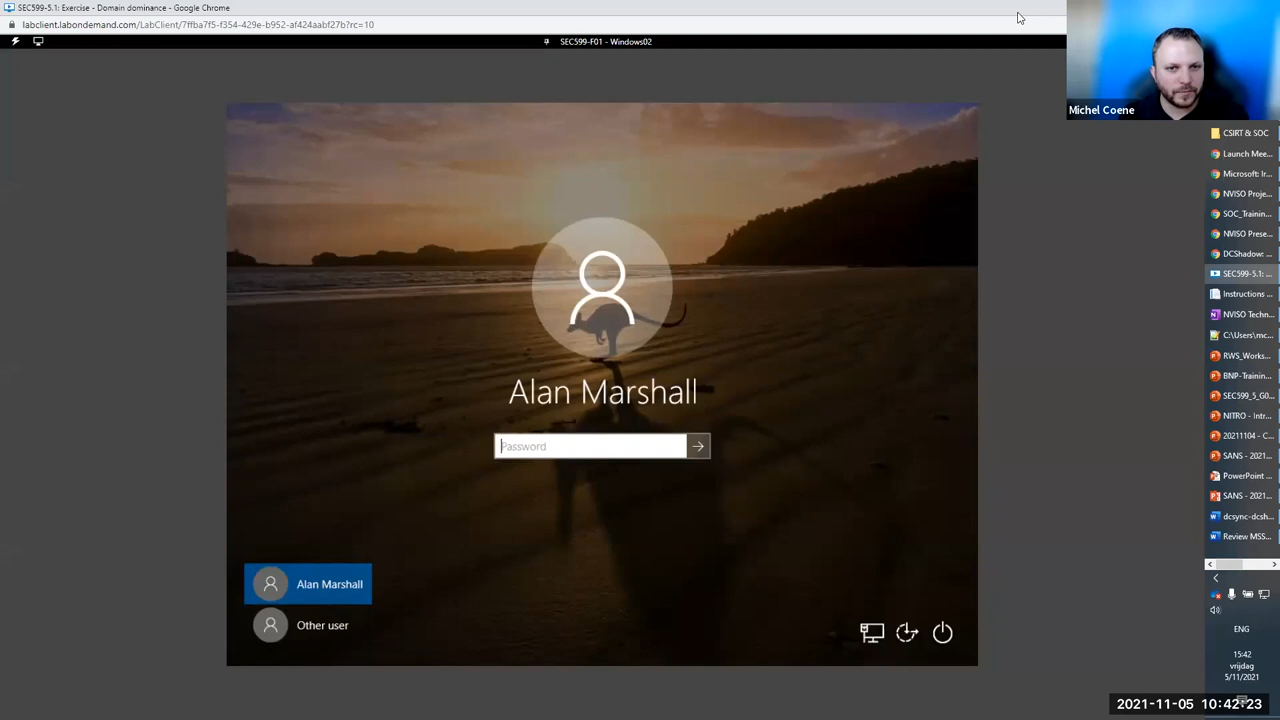 SEC599-5.1: Exercise - Domain dominance - Google Chrome
labclient.labondemand.com/LabClient/7ffba7f5-f354-429e-b952-af424aabf27b?rc=10
SEC599-F01 - Windows02
Michel Coene
Alan Marshall
Password
Alan Marshall
Other user
CSIRT & SOC
Launch Mee...
Microsoft: Ir...
NVISO Proje...
SOC_Trainin...
NVISO Prese...
DCShadow: ...
SEC599-5.1: ...
Instructions ...
NVISO Techn...
C:\Users\mc...
RWS_Works...
BNP-Training...
SEC599_5_G0...
NITRO - Intr...
20211104 - C...
SANS - 2021...
PowerPoint ...
SANS - 2021...
dcsync-dcsh...
Review MSS...
ENG
15:42
vrijdag
5/11/2021
2021-11-05 10:42:23